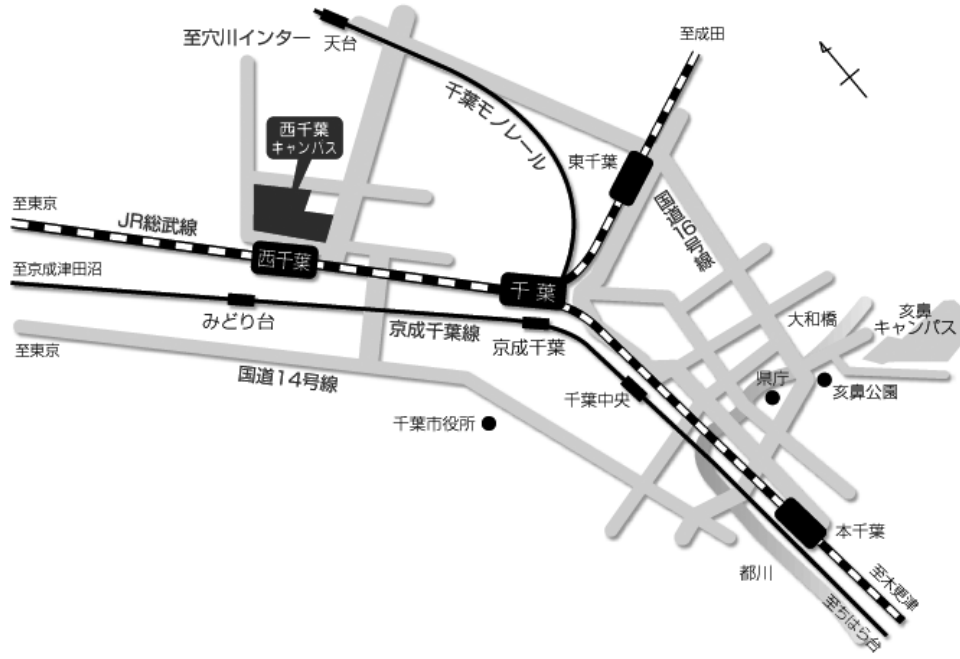 至穴川インター
天台
至成田
千葉モノレール
西千葉
キャンパス
東千葉
国道16号線
至東京
JR総武線
西千葉
千葉
至京成津田沼
みどり台
京成千葉線
京成千葉
大和橋
亥鼻
キャンパス
至東京
国道14号線
千葉中央
県庁
亥鼻公園
千葉市役所
本千葉
都川
至木更津
至ちはら台